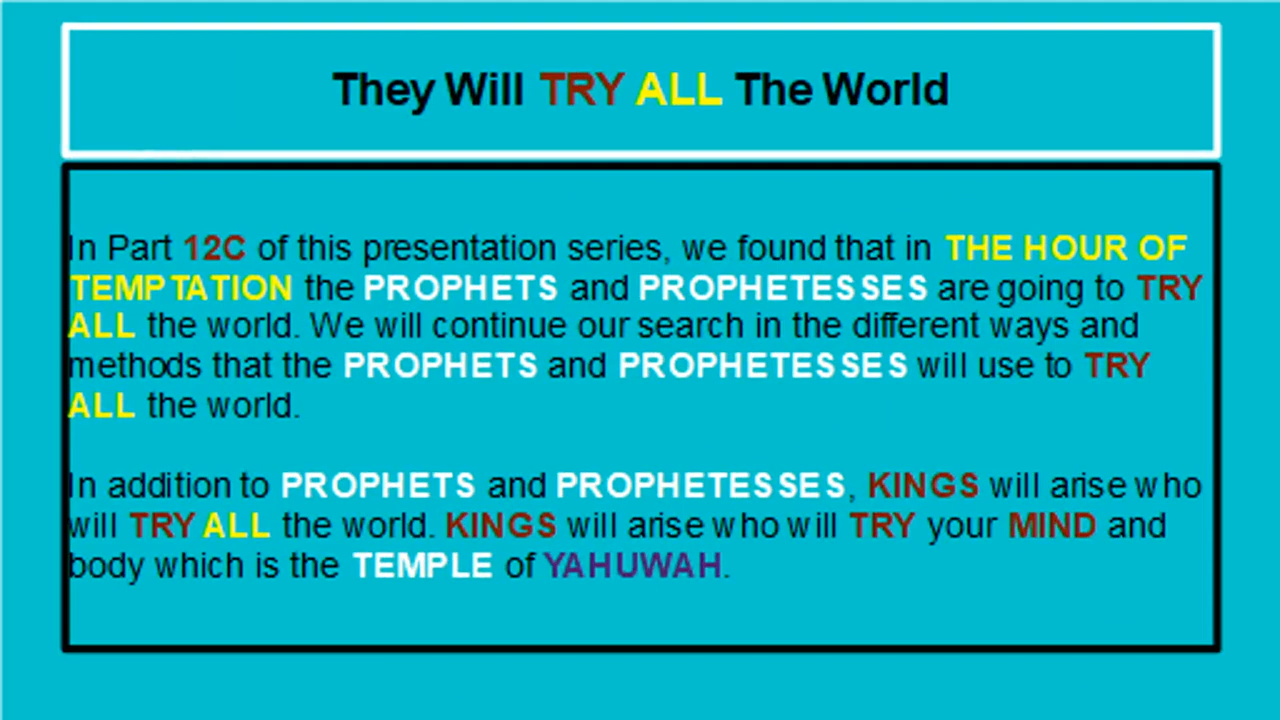 They Will TRY ALL The World
In Part 12C of this presentation series, we found that in THE HOUR OF
TEMPTATION the PROPHETS and PROPHETESSES are going to TRY
ALL the world. We will continue our search in the different ways and
methods that the PROPHETS and PROPHETESSES will use to TRY
ALL the world.
In addition to PROPHETS and PROPHETESSES, KINGS will arise who
will TRY ALL the world. KINGS will arise who will TRY your MIND and
body which is the TEMPLE of YAHUWAH.